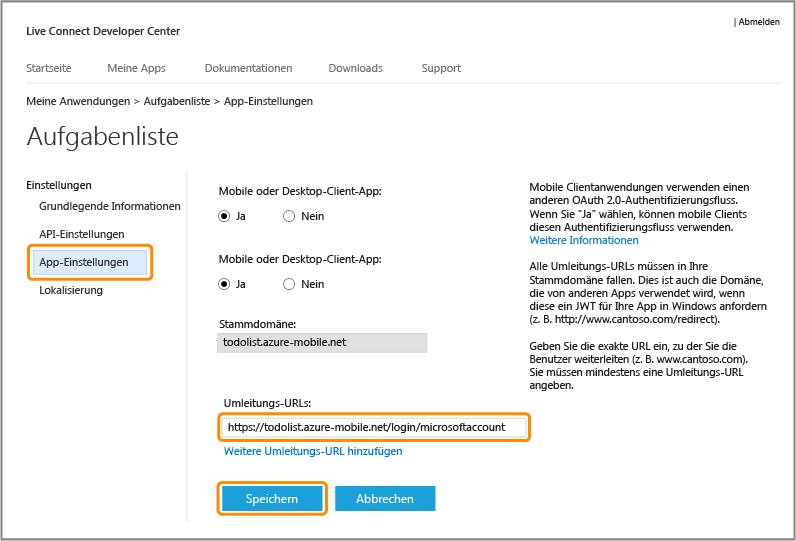 | Abmelden
Live Connect Developer Center
Startseite Meine Apps Dokumentationen Downloads Support
Meine Anwendungen > Aufgabenliste > App-Einstellungen
Aufgabenliste
Einstellungen
Grundlegende Informationen
API-Einstellungen
App-Einstellungen
Lokalisierung
Mobile oder Desktop-Client-App:
Ja Nein
Mobile oder Desktop-Client-App:
Ja Nein
Stammdomäne:
todolist.azure-mobile.net
Umleitungs-URLs:
https://todolist.azure-mobile.net/login/microsoftaccount
Weitere Umleitungs-URL hinzufügen
Speichern Abbrechen
Mobile Clientanwendungen verwenden einen
anderen OAuth 2.0-Authentifizierungsfluss.
Wenn Sie "Ja" wählen, können mobile Clients
diesen Authentifizierungsfluss verwenden.
Weitere Informationen
Alle Umleitungs-URLs müssen in Ihre
Stammdomäne fallen. Dies ist auch die Domäne,
die von anderen Apps verwendet wird, wenn
diese ein JWT für Ihre App in Windows anfordern
(z. B. http://www.cantoso.com/redirect).
Geben Sie die exakte URL ein, zu der Sie die
Benutzer weiterleiten (z. B. www.cantoso.com).
Sie müssen mindestens eine Umleitungs-URL
angeben.